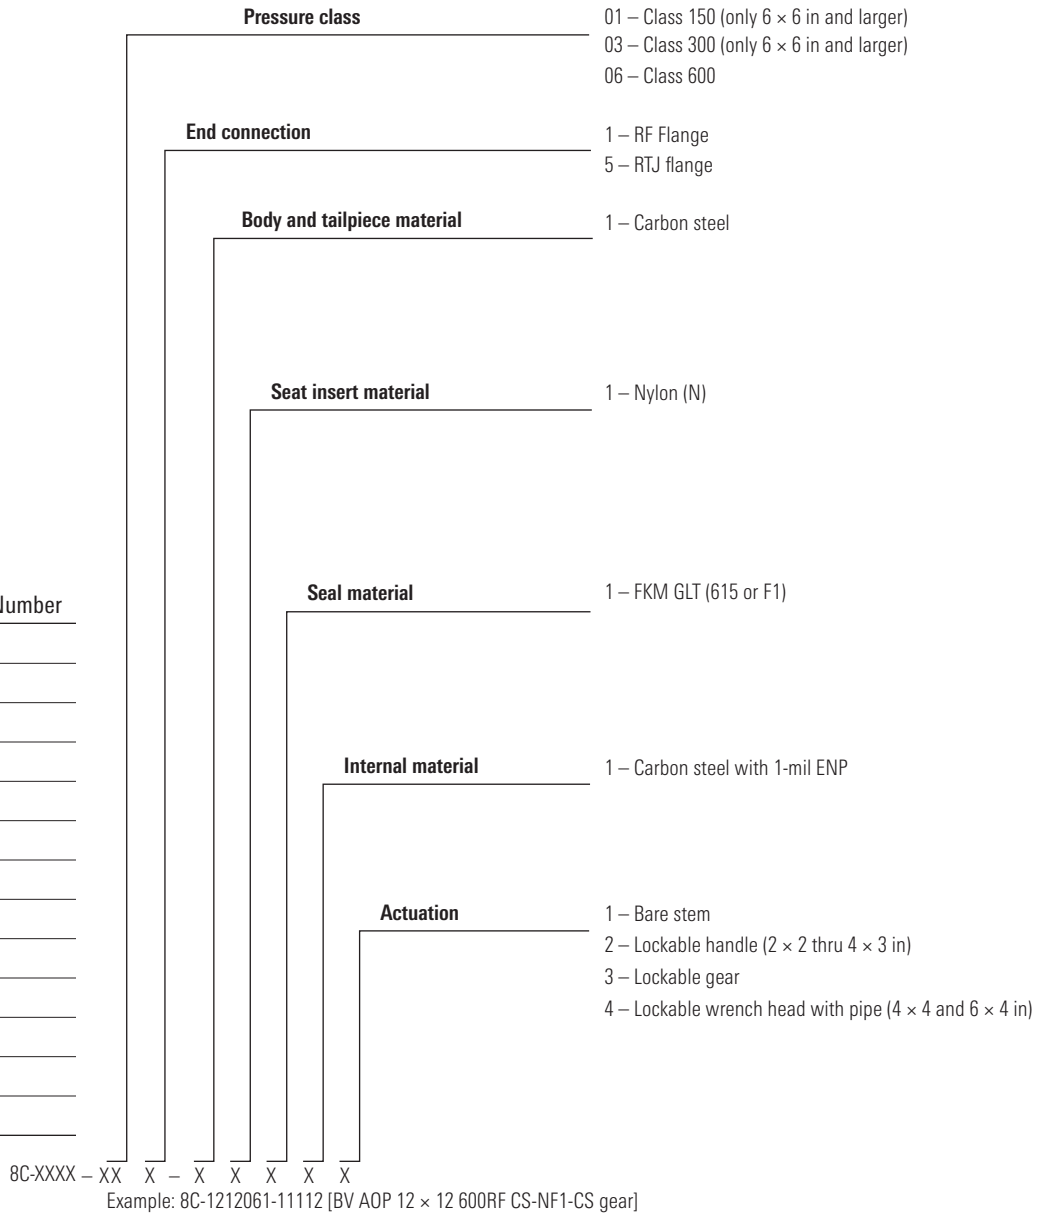 Pressure class
01 – Class 150 (only 6 × 6 in and larger)
03 – Class 300 (only 6 × 6 in and larger)
06 – Class 600
End connection
1 – RF Flange
5 – RTJ flange
Body and tailpiece material
1 – Carbon steel
Seat insert material
1 – Nylon (N)
Seal material
1 – FKM GLT (615 or F1)
Internal material
1 – Carbon steel with 1-mil ENP
Actuation
1 – Bare stem
2 – Lockable handle (2 × 2 thru 4 × 3 in)
3 – Lockable gear
4 – Lockable wrench head with pipe (4 × 4 and 6 × 4 in)
8C-XXXX – XX X – X X X X X
Example: 8C-1212061-11112 [BV AOP 12 × 12 600RF CS-NF1-CS gear]